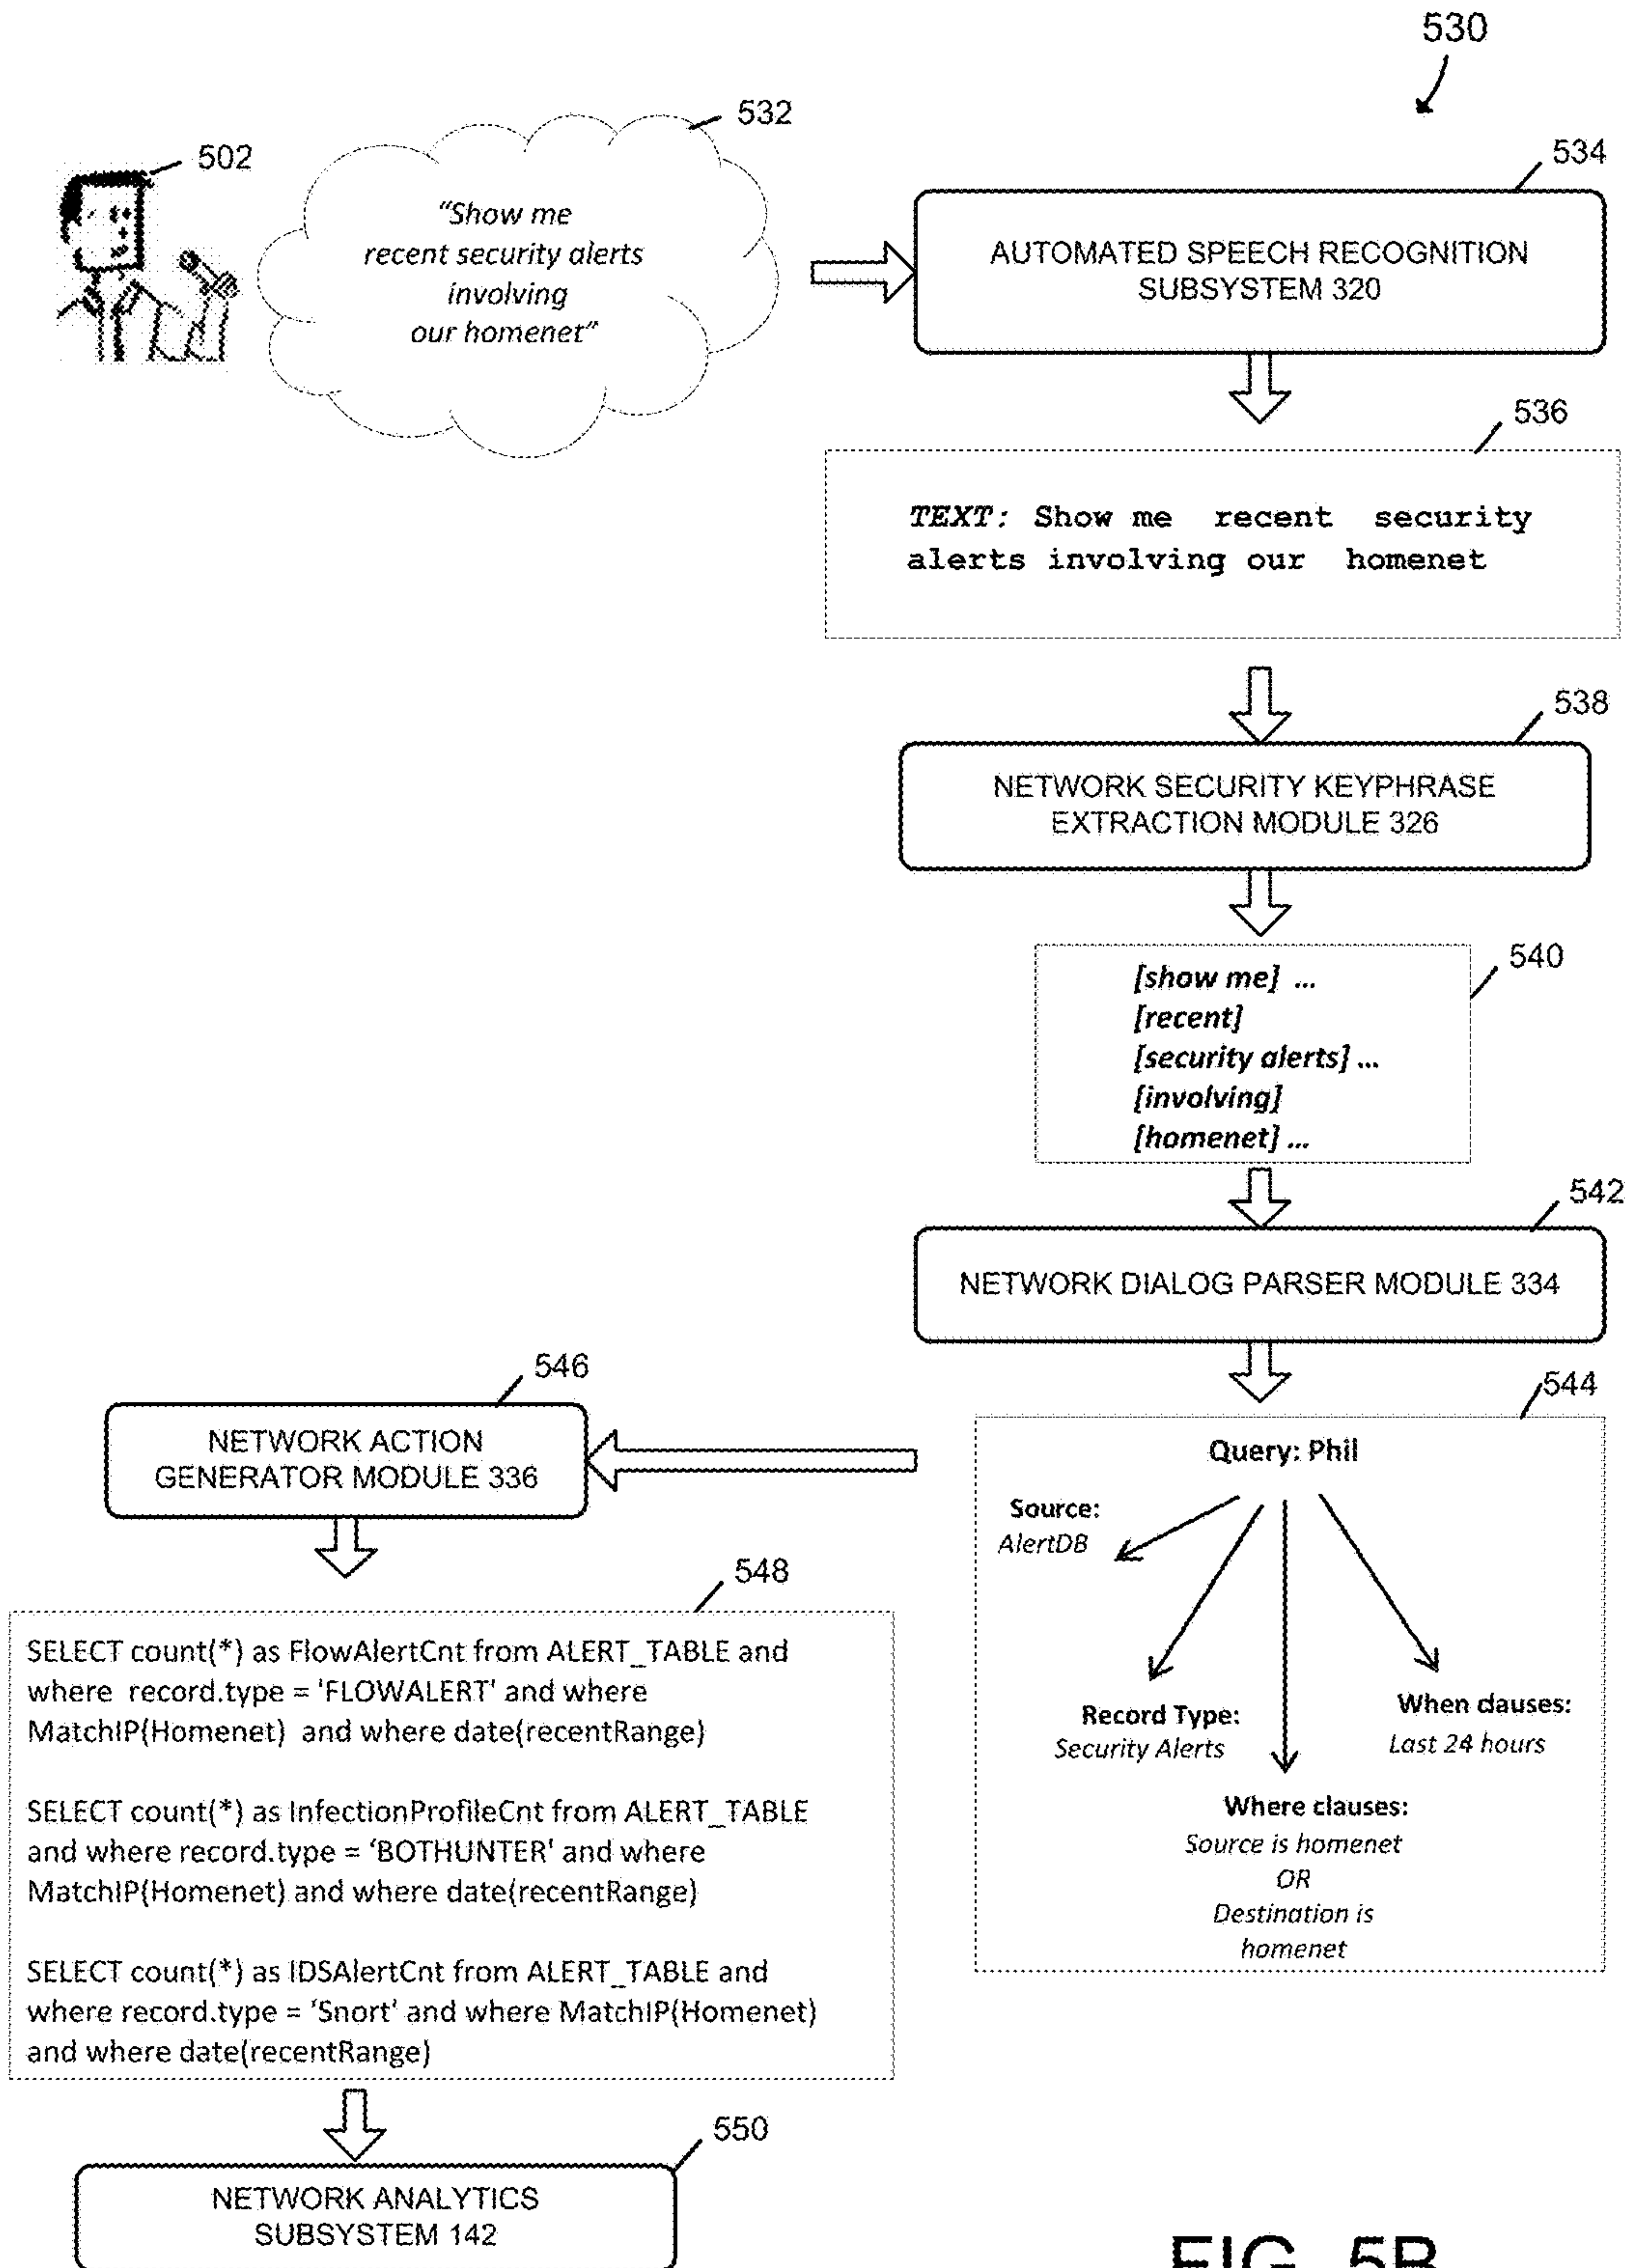 530
532
502
534
“Show me
recent security alerts
involving
our homenet”
AUTOMATED SPEECH RECOGNITION
SUBSYSTEM 320
536
TEXT: Show me recent security
alerts involving our homenet
538
NETWORK SECURITY KEYPHRASE
EXTRACTION MODULE 326
540
[show me] ...
[recent]
[security alerts] ...
[involving]
[homenet] ...
542
NETWORK DIALOG PARSER MODULE 334
544
Query: Phil
Source:
AlertDB
Record Type:
Security Alerts
When clauses:
Last 24 hours
Where clauses:
Source is homenet
OR
Destination is
homenet
546
NETWORK ACTION
GENERATOR MODULE 336
548
SELECT count(*) as FlowAlertCnt from ALERT_TABLE and
where record.type = 'FLOWALERT' and where
MatchIP(Homenet) and where date(recentRange)
SELECT count(*) as InfectionProfileCnt from ALERT_TABLE
and where record.type = ‘BOTHUNTER' and where
MatchIP(Homenet) and where date(recentRange)
SELECT count(*) as IDSAlertCnt from ALERT_TABLE and
where record.type = ‘Snort' and where MatchIP(Homenet)
and where date(recentRange)
550
NETWORK ANALYTICS
SUBSYSTEM 142
FIG. 5B